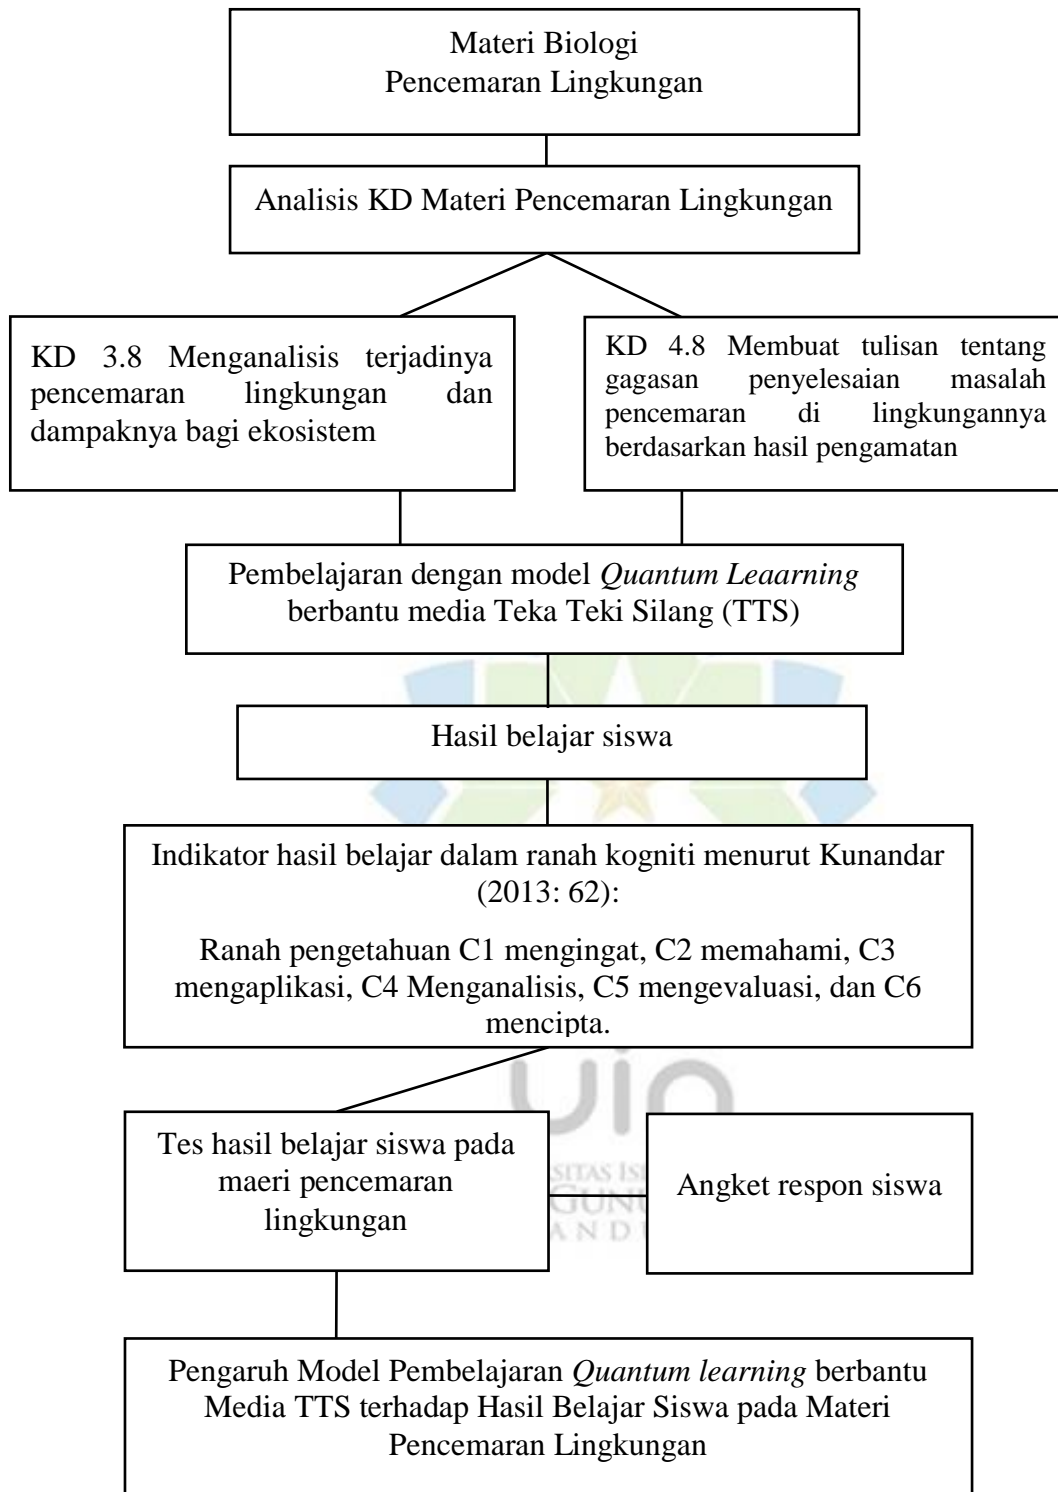 Materi Biologi
Pencemaran Lingkungan
Analisis KD Materi Pencemaran Lingkungan
KD 3.8 Menganalisis terjadinya
pencemaran lingkungan dan
dampaknya bagi ekosistem
KD 4.8 Membuat tulisan tentang
gagasan penyelesaian masalah
pencemaran di lingkungannya
berdasarkan hasil pengamatan
Pembelajaran dengan model Quantum Leaarning
berbantu media Teka Teki Silang (TTS)
Hasil belajar siswa
Indikator hasil belajar dalam ranah kogniti menurut Kunandar
(2013: 62):
Ranah pengetahuan C1 mengingat, C2 memahami, C3
mengaplikasi, C4 Menganalisis, C5 mengevaluasi, dan C6
mencipta.
uin
Tes hasil belajar siswa pada
maeri pencemaran
lingkungan
Angket respon siswa
Pengaruh Model Pembelajaran Quantum learning berbantu
Media TTS terhadap Hasil Belajar Siswa pada Materi
Pencemaran Lingkungan